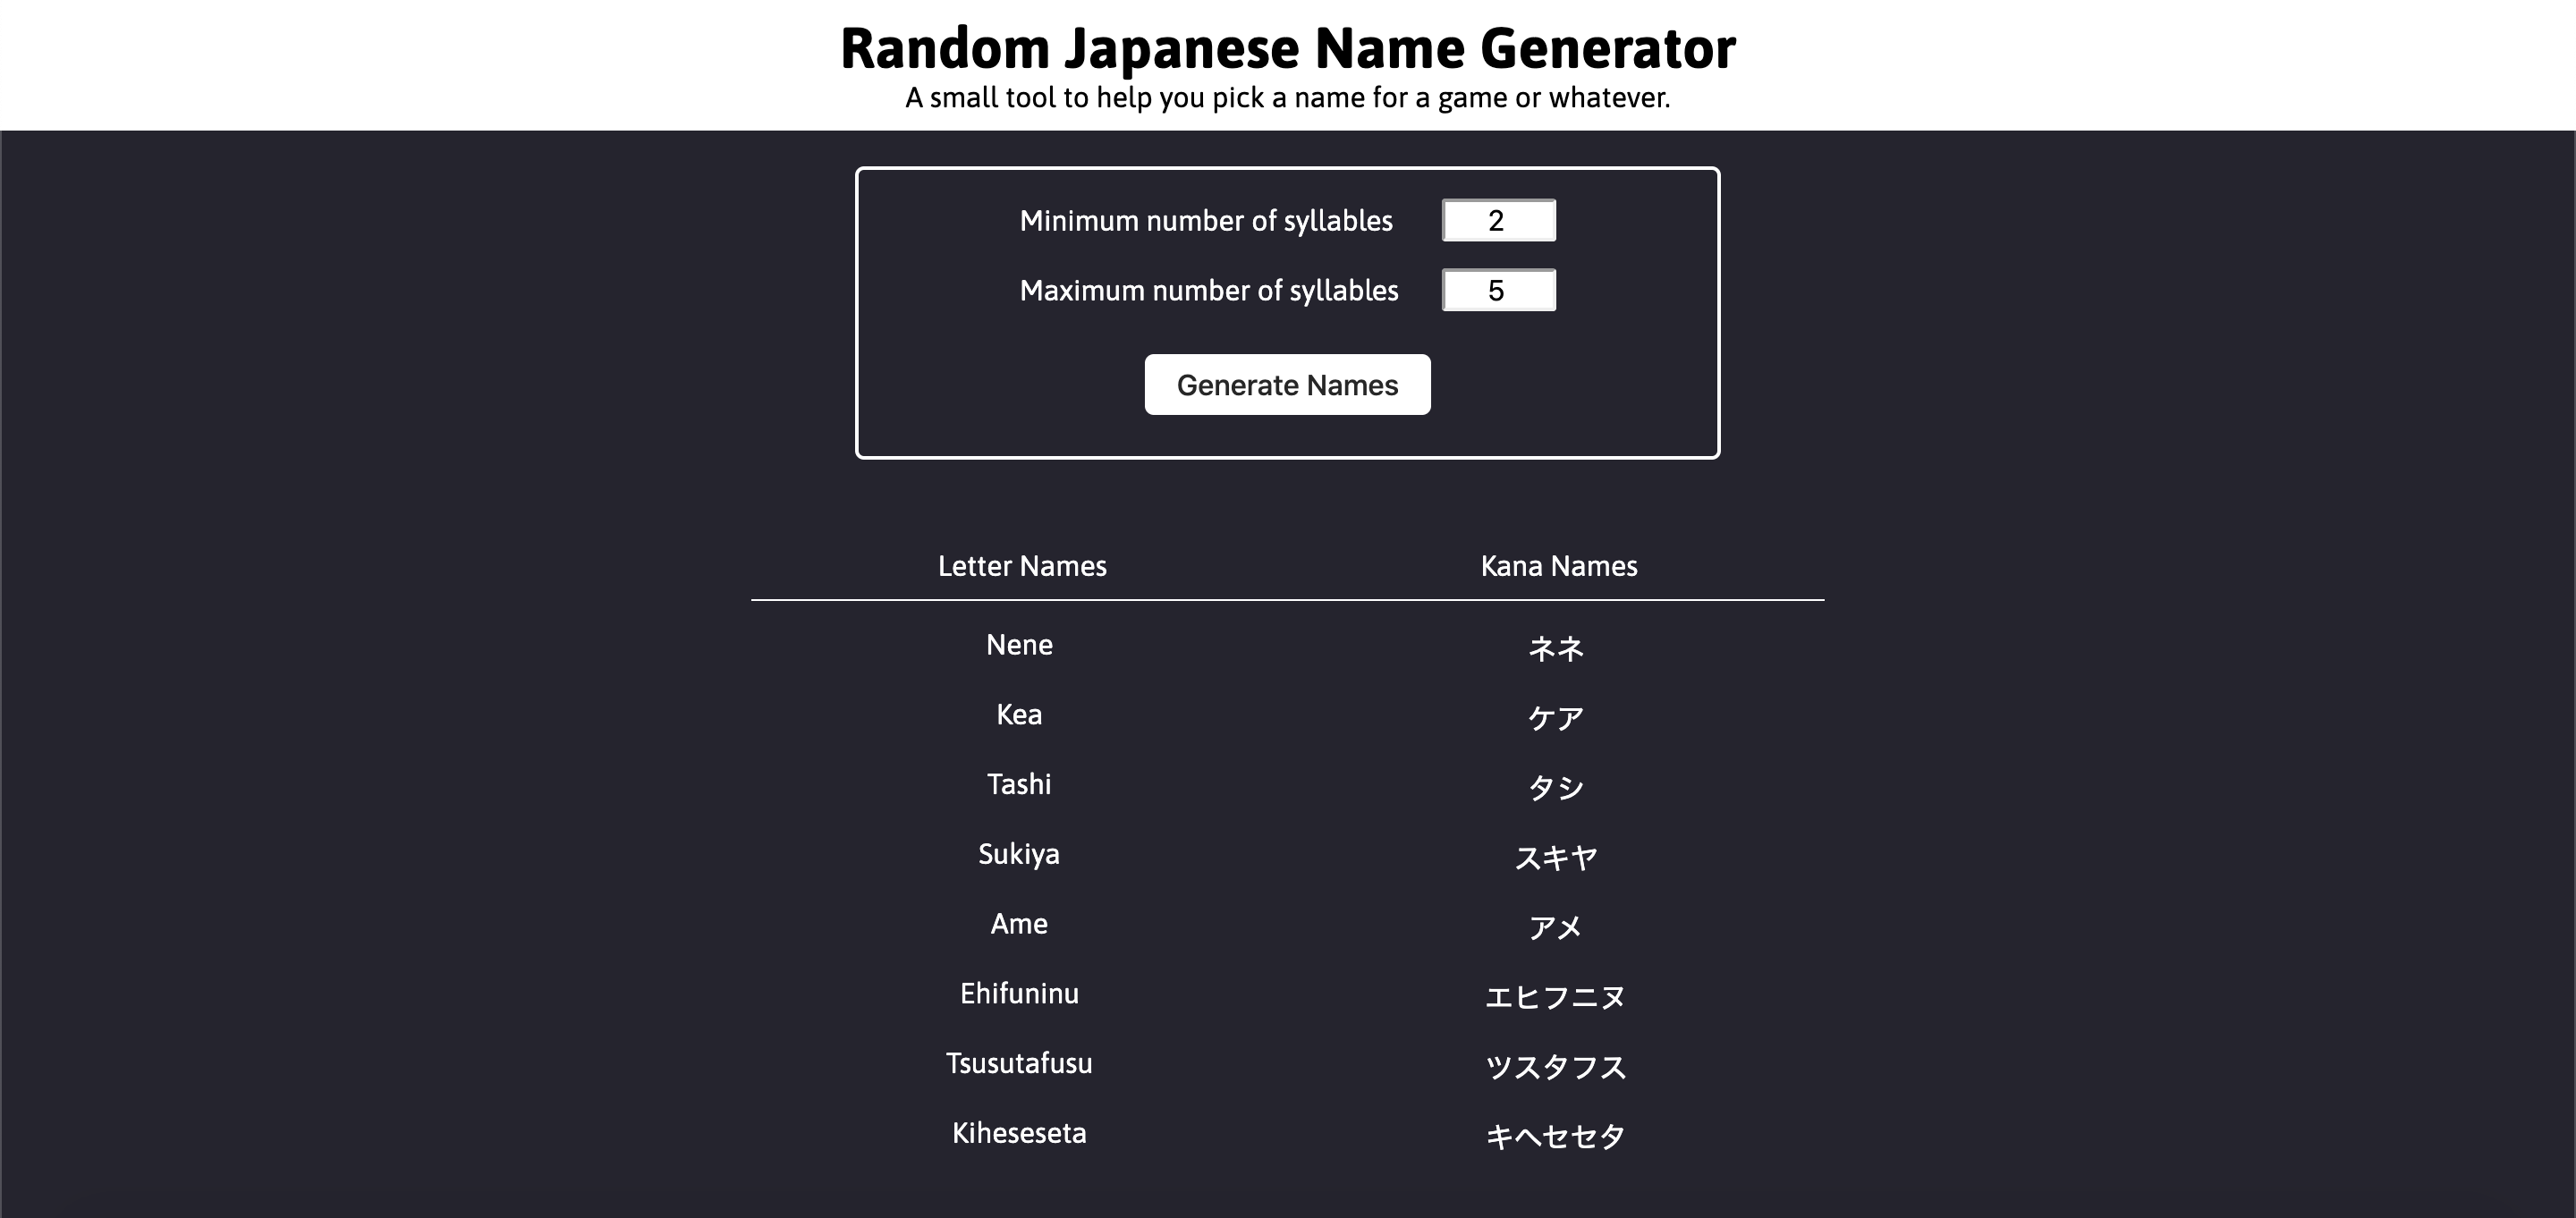 Random Japanese Name Generator
A small tool to help you pick a name for a game or whatever.
Minimum number of syllables 2
Maximum number of syllables 5
Generate Names
Letter Names Kana Names
Nene ネネ
Kea ケア
Tashi タシ
Sukiya スキヤ
Ame アメ
Ehifuninu エヒフニヌ
Tsusutafusu ツスタフス
Kiheseseta キヘセセタ